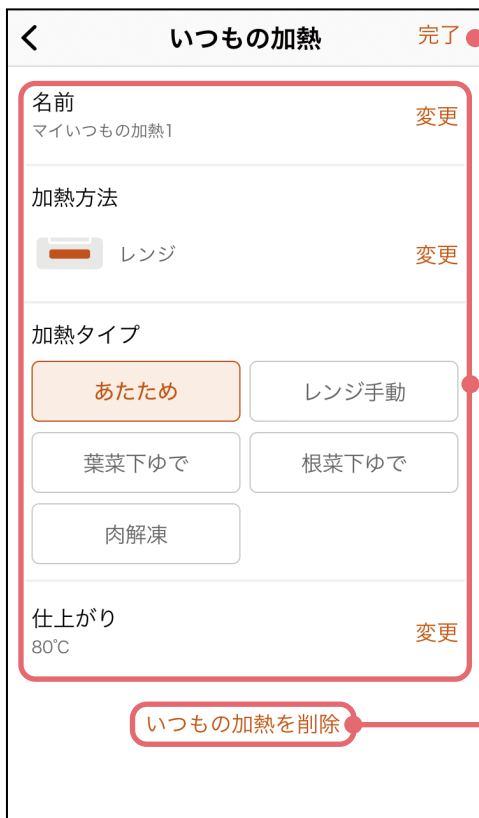 いつもの加熱 完了
名前
マイいつもの加熱1
変更
加熱方法
レンジ 変更
加熱タイプ
あたため レンジ手動
葉菜下ゆで 根菜下ゆで
肉解凍
仕上がり
80℃
変更
いつもの加熱を削除